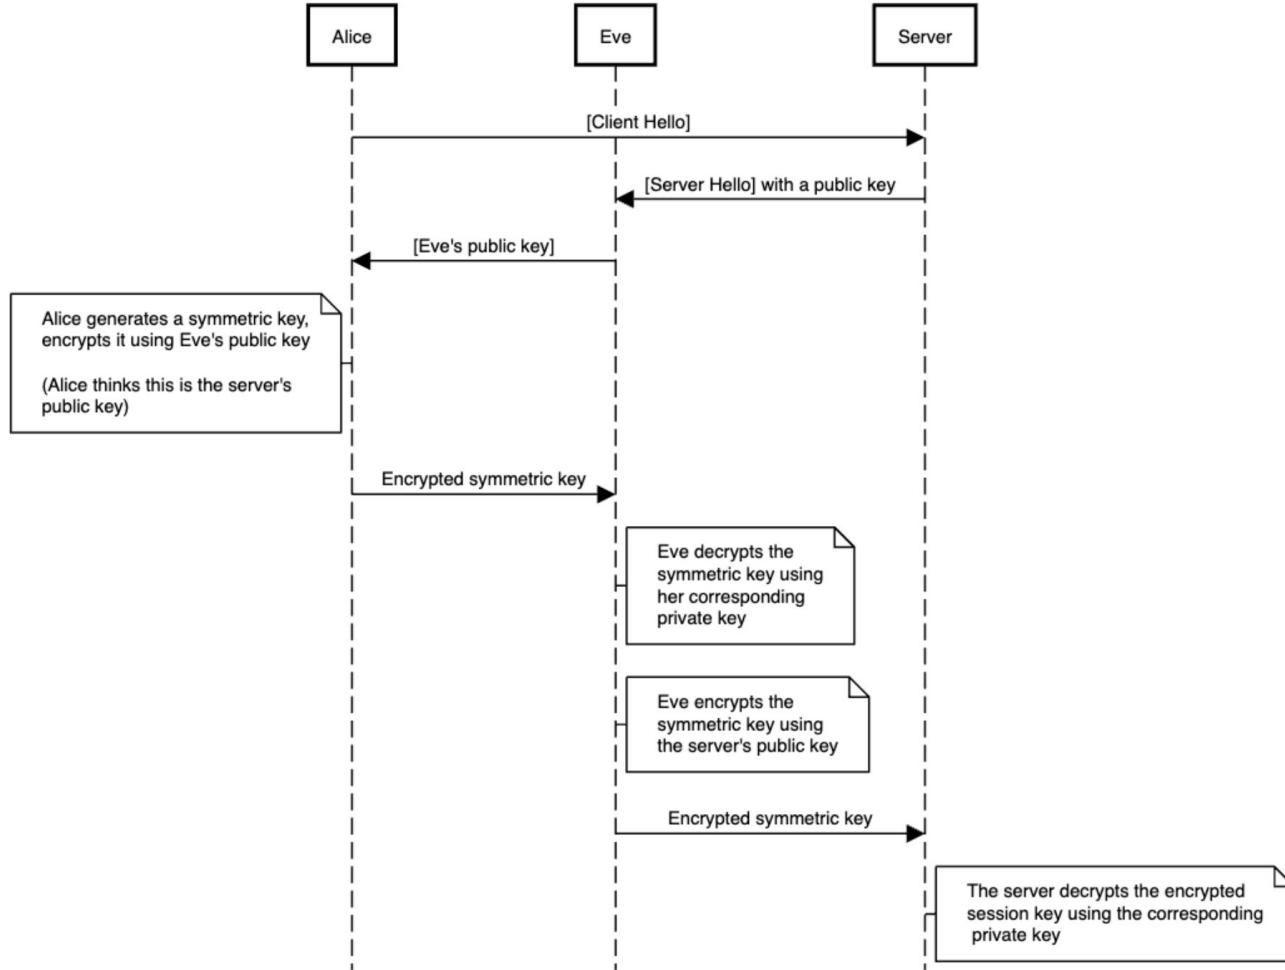 Alice
Eve
Server
[Client Hello]
[Server Hello] with a public key
[Eve's public key]
Alice generates a symmetric key,
encrypts it using Eve's public key
(Alice thinks this is the server's
public key)
Encrypted symmetric key
Eve decrypts the
symmetric key using
her corresponding
private key
Eve encrypts the
symmetric key using
the server's public key
Encrypted symmetric key
The server decrypts the encrypted
session key using the corresponding
private key